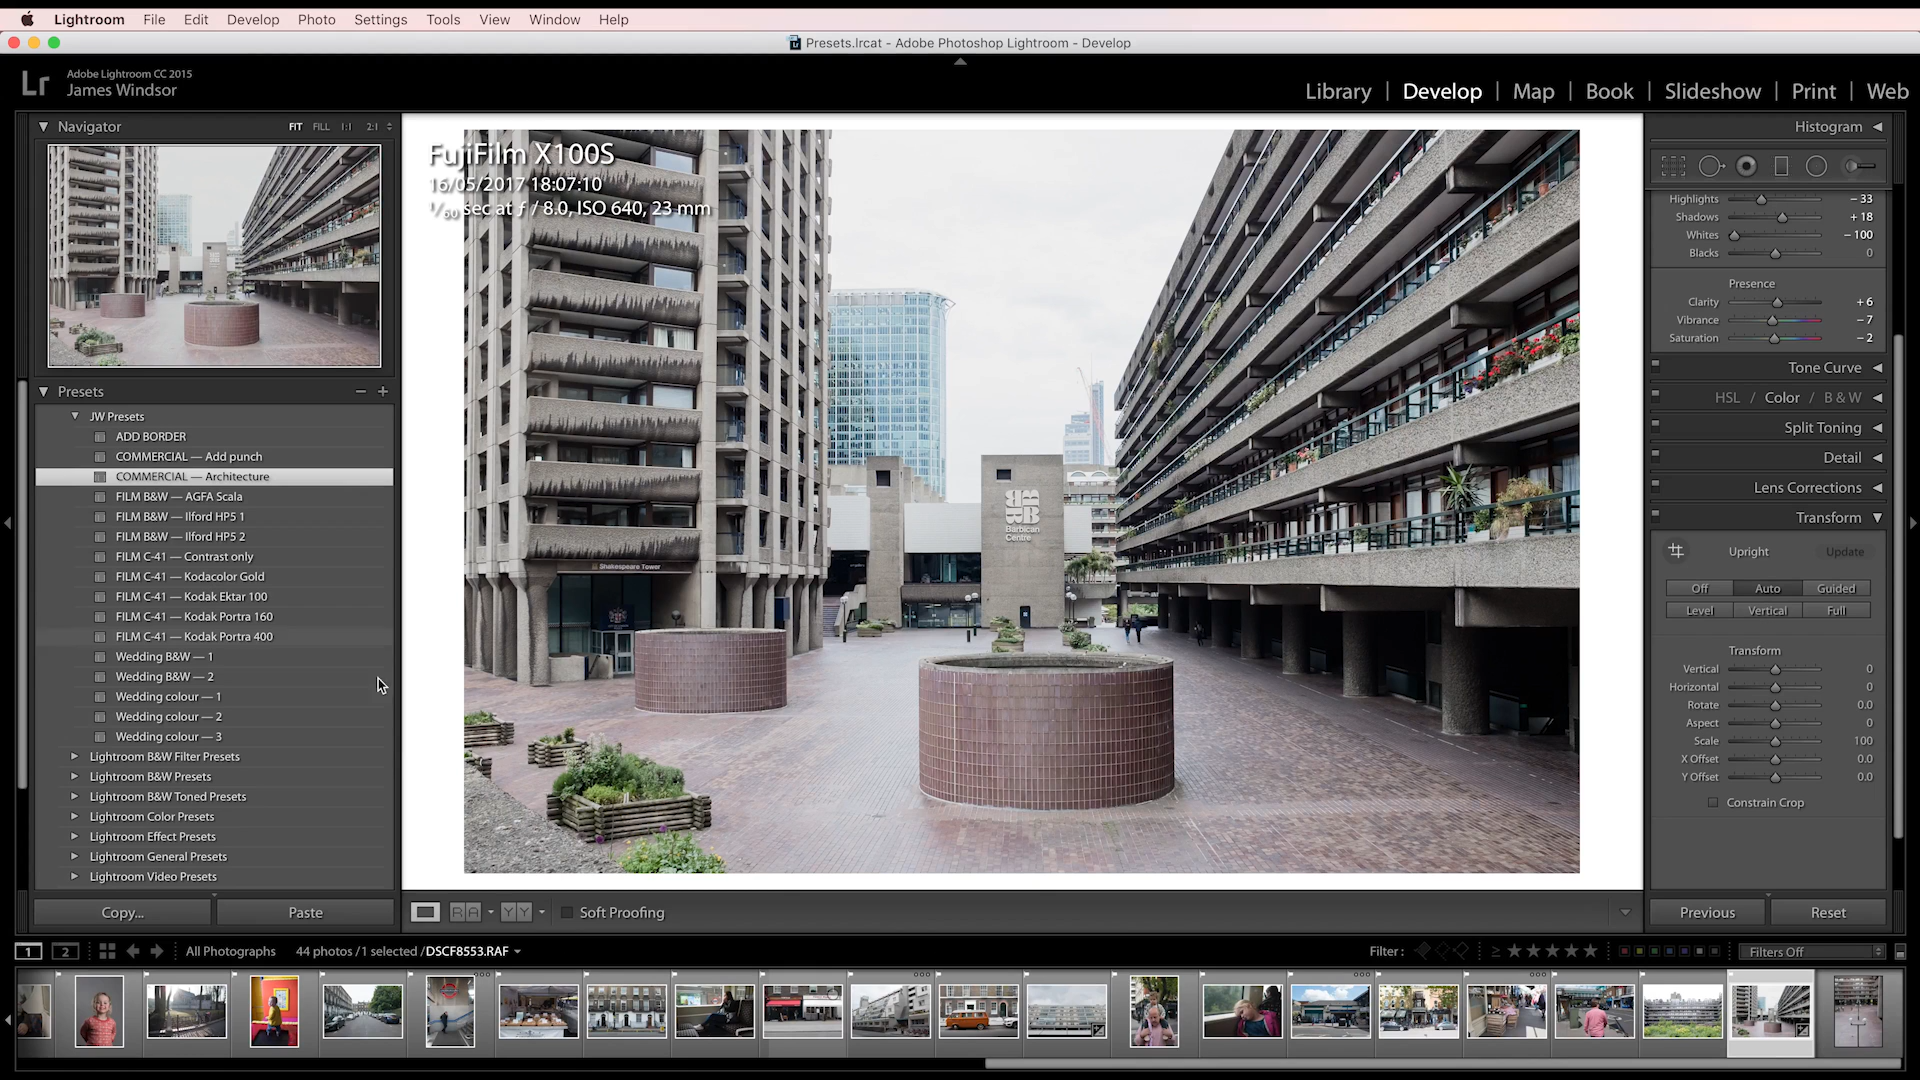 Lightroom File Edit Develop Photo Settings Tools View Window Help
Presets.lrcat - Adobe Photoshop Lightroom - Develop
Lr
Adobe Lightroom CC 2015
James Windsor
Library | Develop | Map | Book | Slideshow | Print | Web
Navigator FIT FILL 1:1 2:1
Presets
JW Presets
ADD BORDER
COMMERCIAL — Add punch
COMMERCIAL — Architecture
FILM B&W — AGFA Scala
FILM B&W — Ilford HP5 1
FILM B&W — Ilford HP5 2
FILM C-41 — Contrast only
FILM C-41 — Kodacolor Gold
FILM C-41 — Kodak Ektar 100
FILM C-41 — Kodak Portra 160
FILM C-41 — Kodak Portra 400
Wedding B&W — 1
Wedding B&W — 2
Wedding colour — 1
Wedding colour — 2
Wedding colour — 3
Lightroom B&W Filter Presets
Lightroom B&W Presets
Lightroom B&W Toned Presets
Lightroom Color Presets
Lightroom Effect Presets
Lightroom General Presets
Lightroom Video Presets
Copy... Paste
FujiFilm X100S
16/05/2017 18:07:10
1/60 sec at ƒ / 8.0, ISO 640, 23 mm
Shakespeare Tower
Barbican
Centre
Histogram
Highlights – 33
Shadows + 18
Whites – 100
Blacks 0
Presence
Clarity + 6
Vibrance – 7
Saturation – 2
Tone Curve
HSL / Color / B & W
Split Toning
Detail
Lens Corrections
Transform
Upright Update
Off Auto Guided
Level Vertical Full
Transform
Vertical 0
Horizontal 0
Rotate 0.0
Aspect 0
Scale 100
X Offset 0.0
Y Offset 0.0
Constrain Crop
R A Y Y Soft Proofing
Previous Reset
1 2 All Photographs 44 photos /1 selected /DSCF8553.RAF
Filter : ≥ ★★★★★ Filters Off